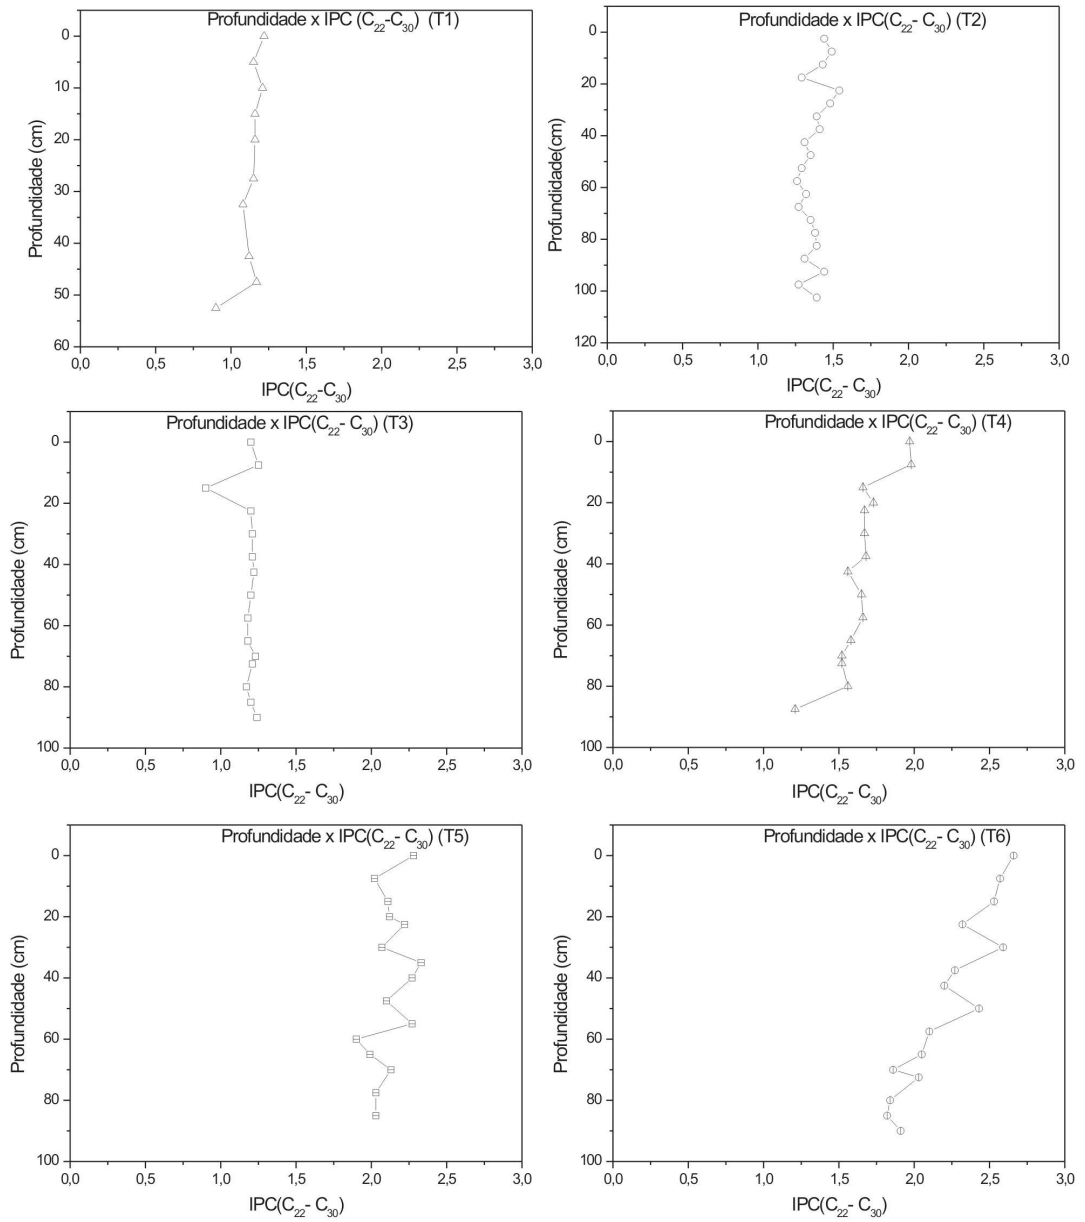 Profundidade x IPC (C22-C30) (T1)
Profundidade (cm)
0
10
20
30
40
50
60
0,0 0,5 1,0 1,5 2,0 2,5 3,0
IPC(C22-C30)
Profundidade x IPC(C22- C30) (T2)
Profundidade(cm)
0
20
40
60
80
100
120
0,0 0,5 1,0 1,5 2,0 2,5 3,0
IPC(C22- C30)
Profundidade x IPC(C22- C30) (T3)
Profundidade (cm)
0
20
40
60
80
100
0,0 0,5 1,0 1,5 2,0 2,5 3,0
IPC(C22- C30)
Profundidade x IPC(C22- C30) (T4)
Profundidade (cm)
0
20
40
60
80
100
0,0 0,5 1,0 1,5 2,0 2,5 3,0
IPC(C22- C30)
Profundidade x IPC(C22- C30) (T5)
Profundidade (cm)
0
20
40
60
80
100
0,0 0,5 1,0 1,5 2,0 2,5 3,0
IPC(C22- C30)
Profundidade x IPC(C22- C30) (T6)
Profundidade (cm)
0
20
40
60
80
100
0,0 0,5 1,0 1,5 2,0 2,5 3,0
IPC(C22- C30)